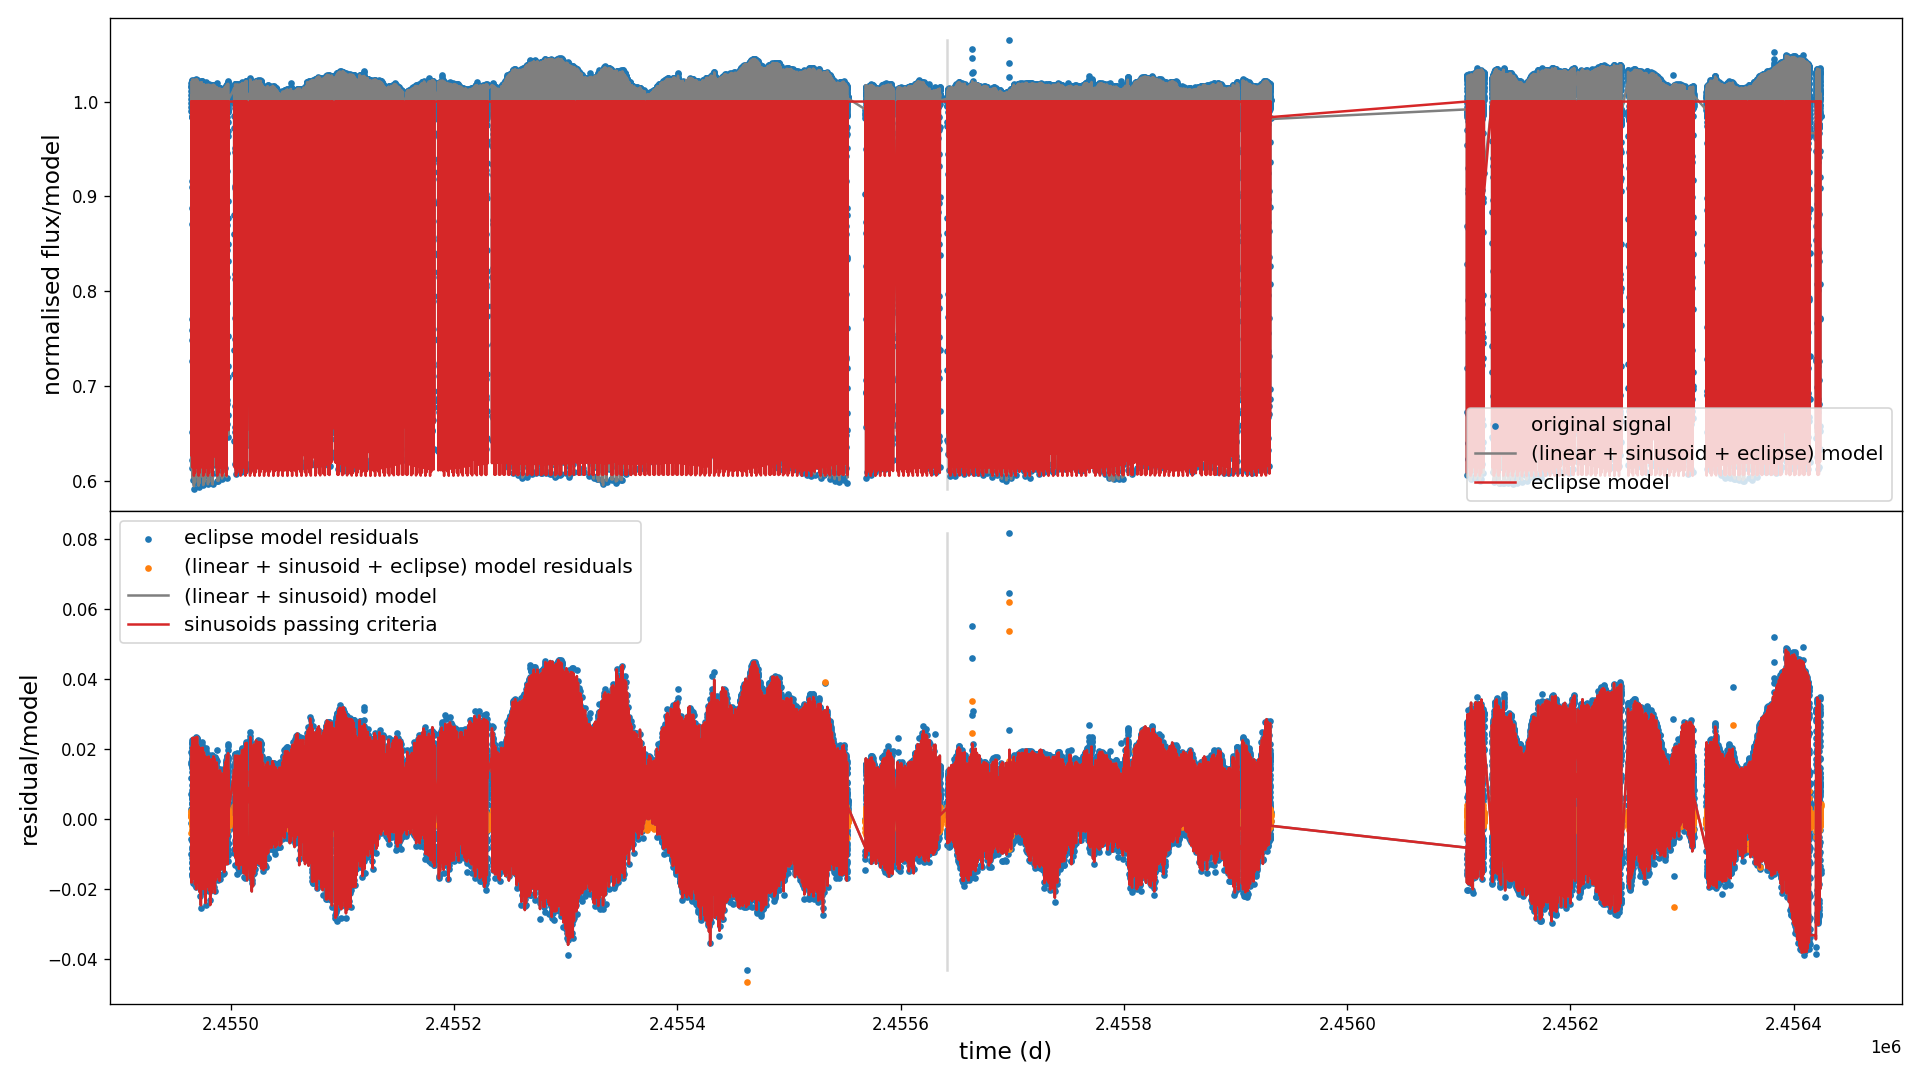 normalised flux/model
1.0
0.9
0.8
0.7
0.6
original signal
(linear + sinusoid + eclipse) model
eclipse model
residual/model
0.08
0.06
0.04
0.02
0.00
−0.02
−0.04
eclipse model residuals
(linear + sinusoid + eclipse) model residuals
(linear + sinusoid) model
sinusoids passing criteria
2.4550 2.4552 2.4554 2.4556 2.4558 2.4560 2.4562 2.4564
1e6
time (d)